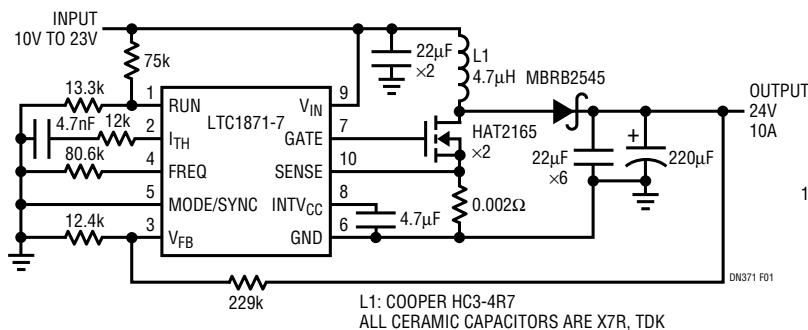 INPUT
10V TO 23V
75k
22µF
×2
L1
4.7µH
MBRB2545
OUTPUT
24V
10A
13.3k
1
RUN
VIN
9
4.7nF
12k
2
ITH
LTC1871-7
GATE
7
HAT2165
×2
80.6k
4
FREQ
SENSE
10
22µF
×6
+
220µF
5
MODE/SYNC
INTVCC
8
4.7µF
0.002Ω
1
12.4k
3
VFB
GND
6
229k
DN371 F01
L1: COOPER HC3-4R7
ALL CERAMIC CAPACITORS ARE X7R, TDK